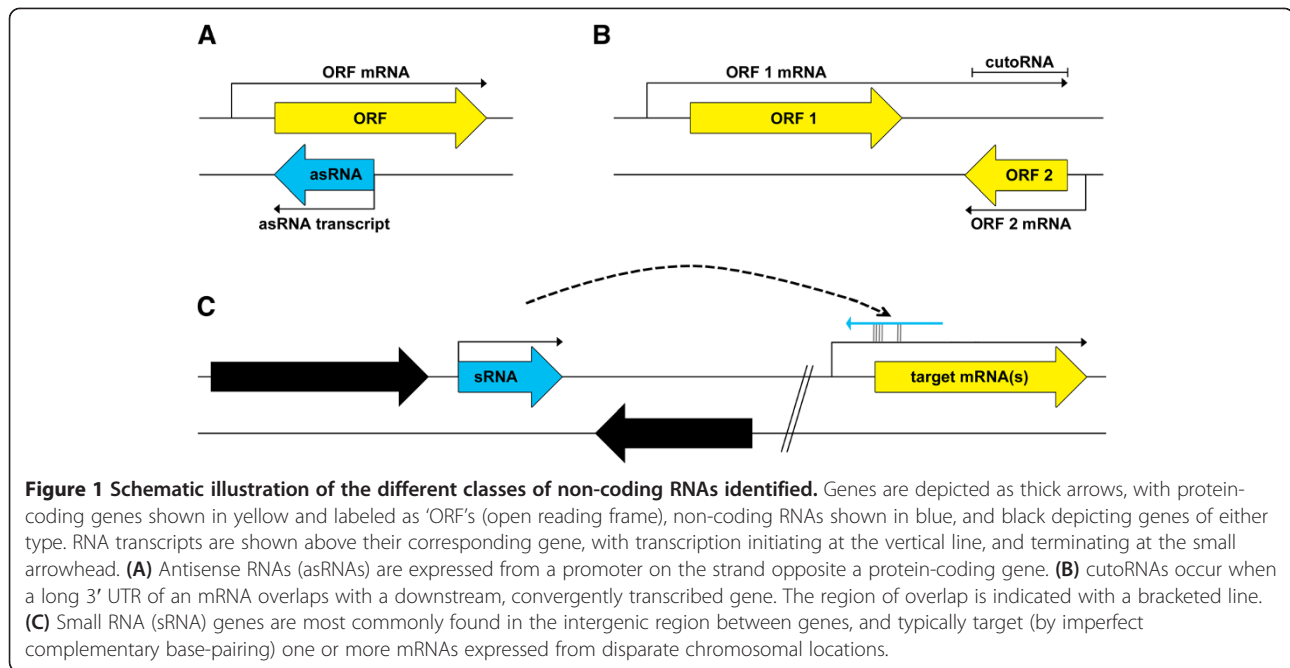 A
ORF mRNA
ORF
asRNA
asRNA transcript
B
cutoRNA
ORF 1 mRNA
ORF 1
ORF 2
ORF 2 mRNA
C
sRNA
target mRNA(s)
Figure 1 Schematic illustration of the different classes of non-coding RNAs identified. Genes are depicted as thick arrows, with protein-
coding genes shown in yellow and labeled as ‘ORF’s (open reading frame), non-coding RNAs shown in blue, and black depicting genes of either
type. RNA transcripts are shown above their corresponding gene, with transcription initiating at the vertical line, and terminating at the small
arrowhead. (A) Antisense RNAs (asRNAs) are expressed from a promoter on the strand opposite a protein-coding gene. (B) cutoRNAs occur when
a long 3′ UTR of an mRNA overlaps with a downstream, convergently transcribed gene. The region of overlap is indicated with a bracketed line.
(C) Small RNA (sRNA) genes are most commonly found in the intergenic region between genes, and typically target (by imperfect
complementary base-pairing) one or more mRNAs expressed from disparate chromosomal locations.